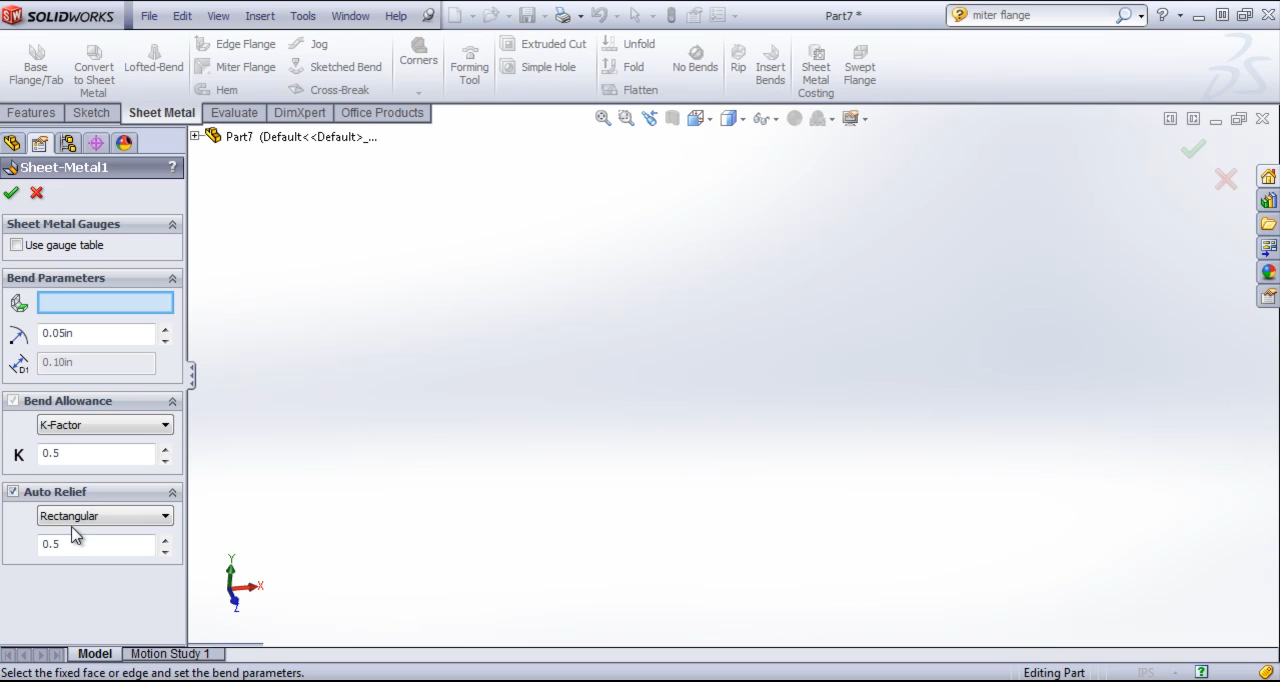 SOLIDWORKS File Edit View Insert Tools Window Help Part7 * miter flange
Base Flange/Tab
Convert to Sheet Metal
Lofted-Bend
Edge Flange
Miter Flange
Hem
Jog
Sketched Bend
Cross-Break
Corners
Forming Tool
Extruded Cut
Simple Hole
Unfold
Fold
Flatten
No Bends
Rip
Insert Bends
Sheet Metal Costing
Swept Flange
Features Sketch Sheet Metal Evaluate DimXpert Office Products
Part7 (Default<<Default>_...
Sheet-Metal1 ?
Sheet Metal Gauges
Use gauge table
Bend Parameters
0.05in
D1 0.10in
Bend Allowance
K-Factor
K 0.5
Auto Relief
Rectangular
0.5
Y
X
Z
Model Motion Study 1
Select the fixed face or edge and set the bend parameters. Editing Part IPS